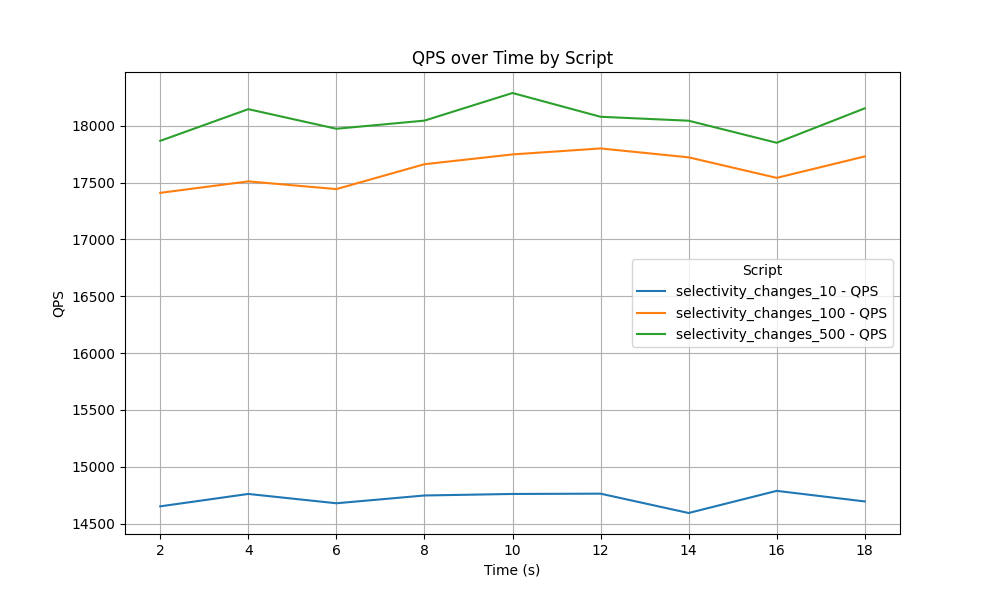 QPS over Time by Script
18000
17500
17000
16500
16000
15500
15000
14500
QPS
Script
selectivity_changes_10 - QPS
selectivity_changes_100 - QPS
selectivity_changes_500 - QPS
2 4 6 8 10 12 14 16 18
Time (s)